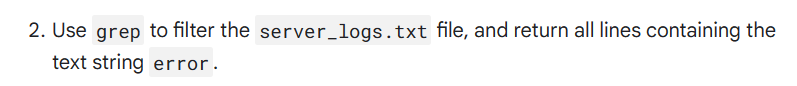 2. Use grep to filter the server_logs.txt file, and return all lines containing the
text string error.